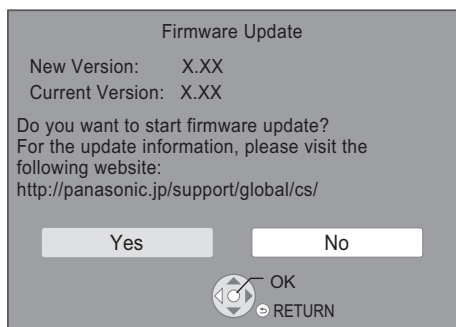 Firmware Update
New Version: X.XX
Current Version: X.XX
Do you want to start firmware update?
For the update information, please visit the
following website:
http://panasonic.jp/support/global/cs/
Yes No
OK
RETURN